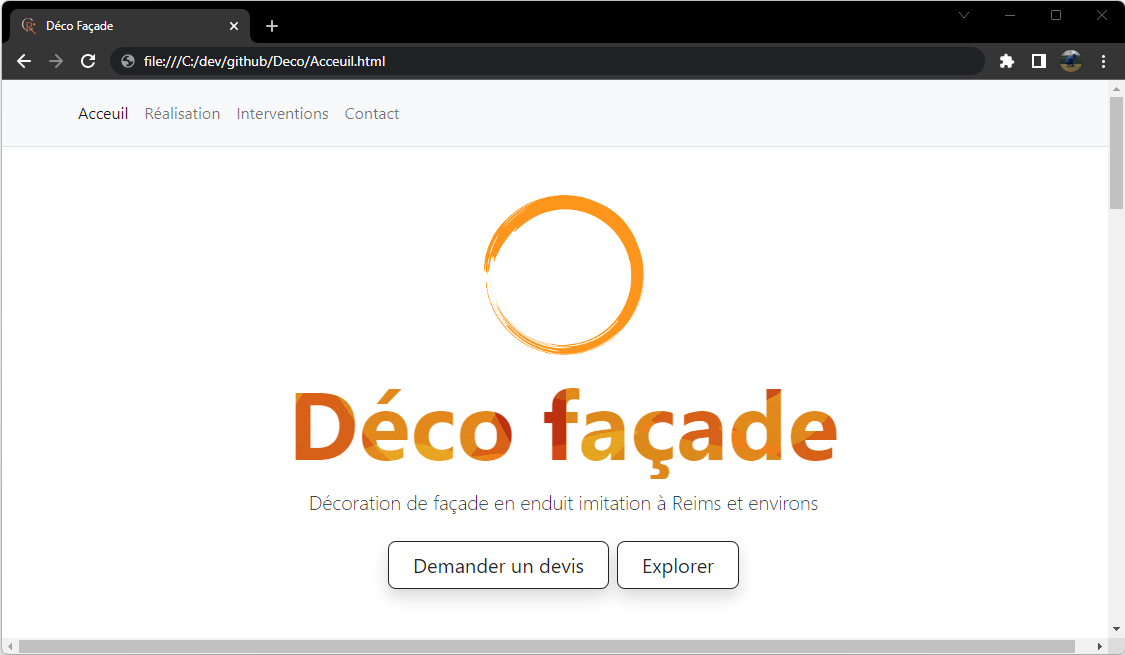 Déco Façade
file:///C:/dev/github/Deco/Acceuil.html
Acceuil Réalisation Interventions Contact
Déco façade
Décoration de façade en enduit imitation à Reims et environs
Demander un devis Explorer